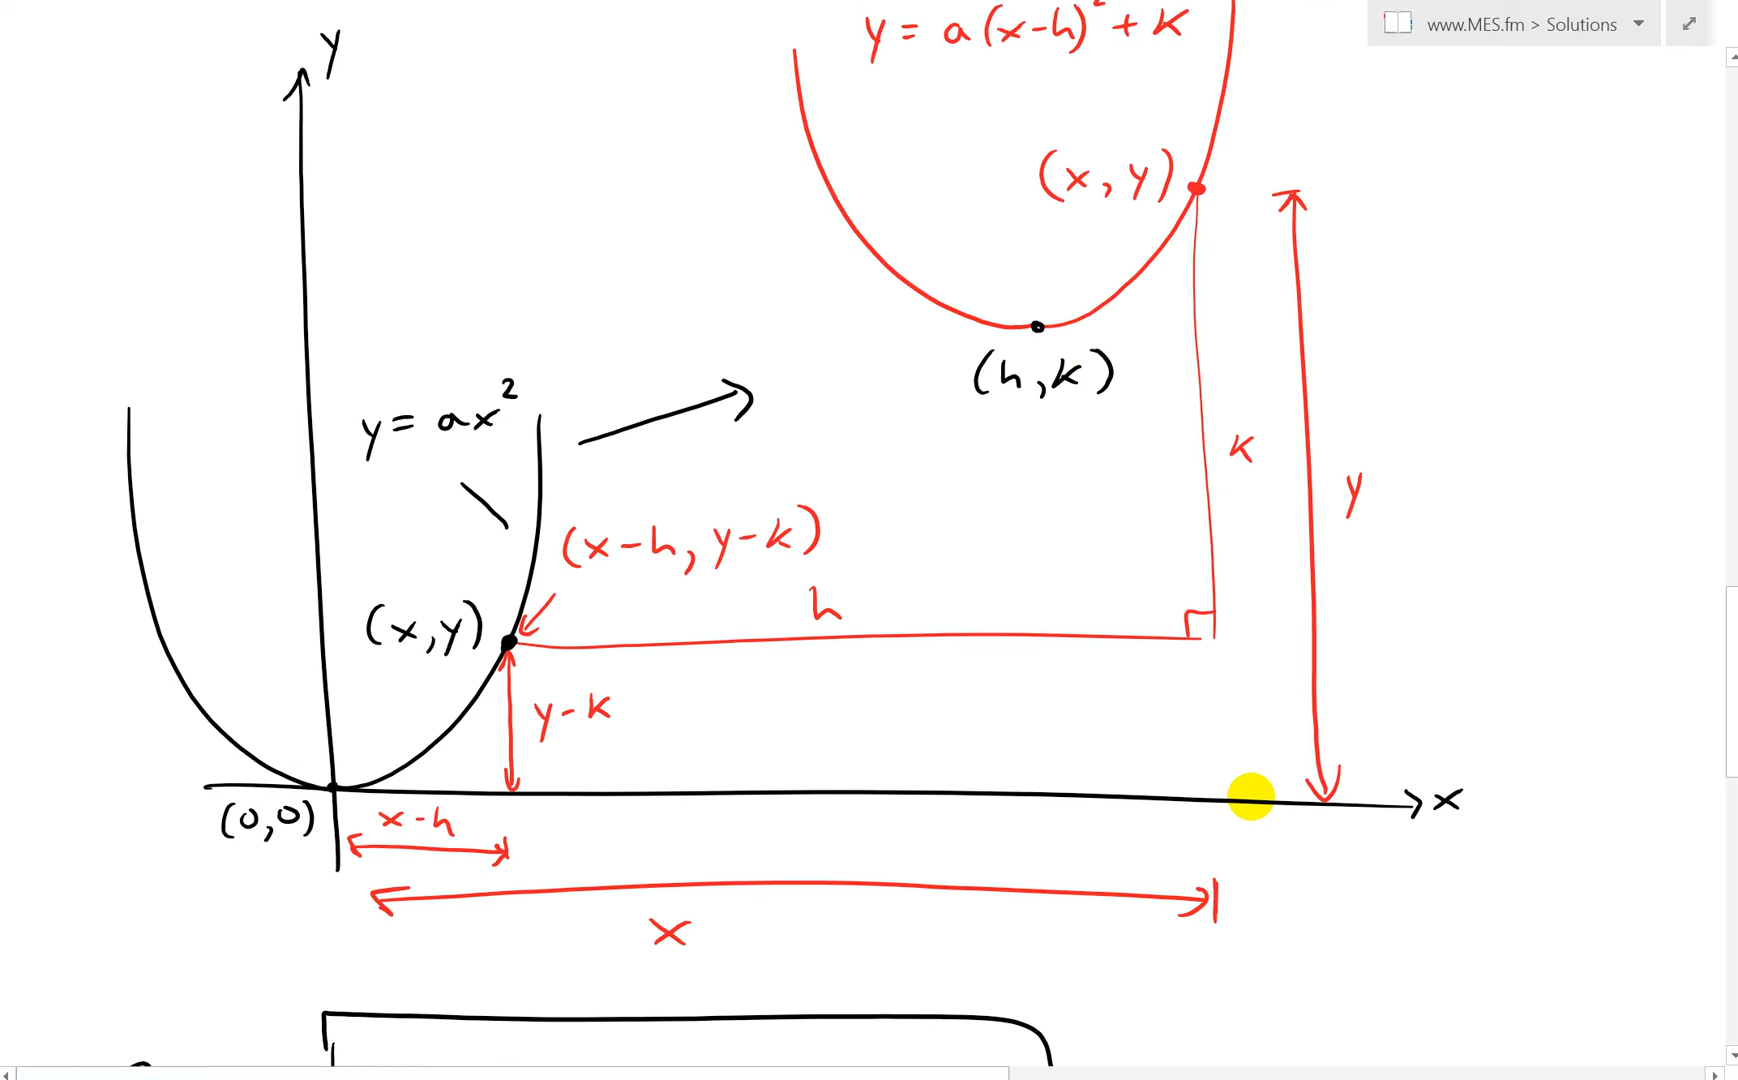 y = a(x-h)² + k
www.MES.fm > Solutions
y
(x, y)
(h, k)
y = ax²
k
y
(x-h, y-k)
h
(x, y)
y-k
x
(0,0)
x-h
x